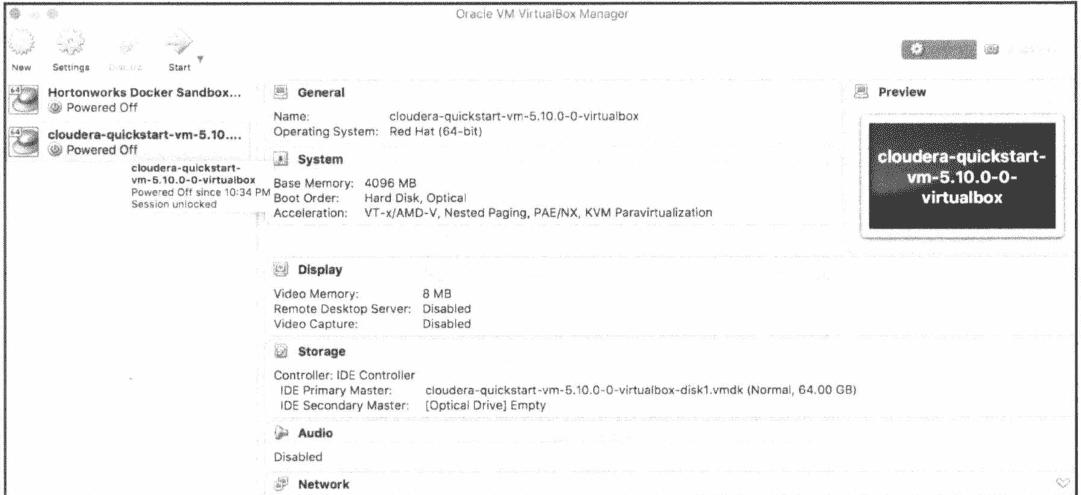 Oracle VM VirtualBox Manager
New Settings Start
64 Hortonworks Docker Sandbox...
Powered Off
64 cloudera-quickstart-vm-5.10....
Powered Off
cloudera-quickstart-
vm-5.10.0-0-virtualbox
Powered Off since 10:34 PM
Session unlocked
General
Name: cloudera-quickstart-vm-5.10.0-0-virtualbox
Operating System: Red Hat (64-bit)
System
Base Memory: 4096 MB
Boot Order: Hard Disk, Optical
Acceleration: VT-x/AMD-V, Nested Paging, PAE/NX, KVM Paravirtualization
Preview
cloudera-quickstart-
vm-5.10.0-0-
virtualbox
Display
Video Memory: 8 MB
Remote Desktop Server: Disabled
Video Capture: Disabled
Storage
Controller: IDE Controller
IDE Primary Master: cloudera-quickstart-vm-5.10.0-0-virtualbox-disk1.vmdk (Normal, 64.00 GB)
IDE Secondary Master: [Optical Drive] Empty
Audio
Disabled
Network